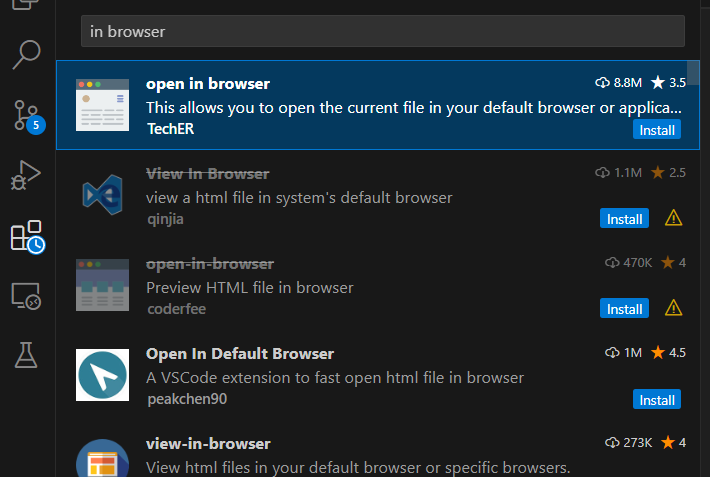 in browser
open in browser 8.8M 3.5
This allows you to open the current file in your default browser or applica...
TechER Install
View In Browser 1.1M 2.5
view a html file in system's default browser
qinjia Install
open-in-browser 470K 4
Preview HTML file in browser
coderfee Install
Open In Default Browser 1M 4.5
A VSCode extension to fast open html file in browser
peakchen90 Install
view-in-browser 273K 4
View html files in your default browser or specific browsers.
5